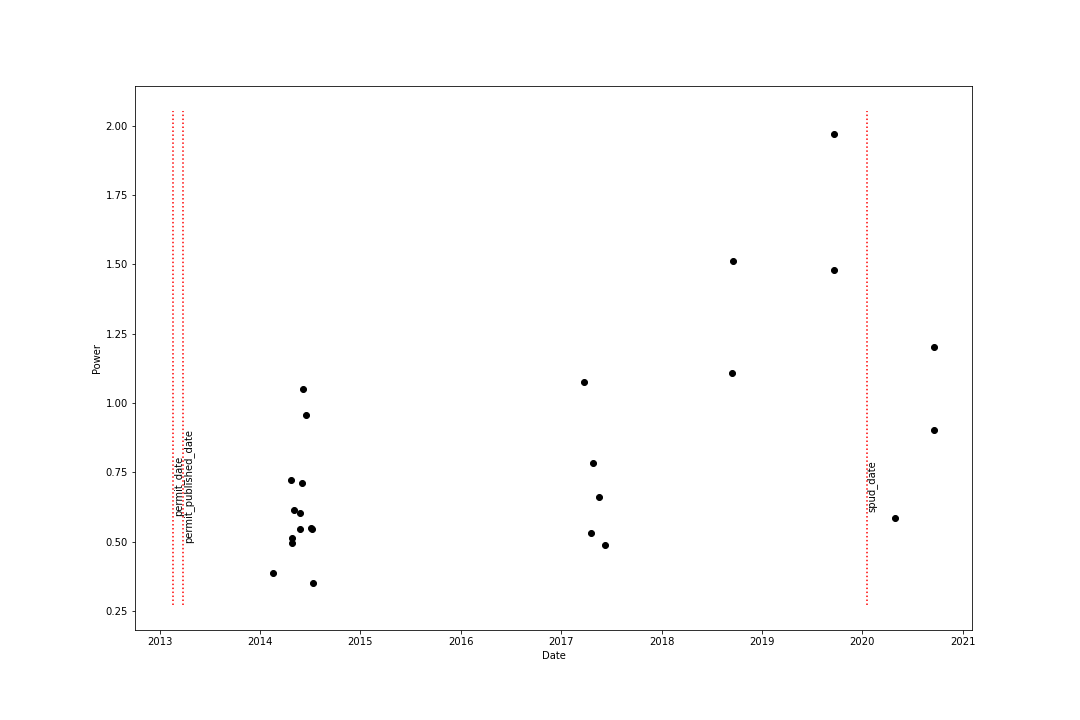 2.00
1.75
1.50
1.25
1.00
0.75
0.50
0.25
Power
permit_date
permit_published_date
spud_date
2013 2014 2015 2016 2017 2018 2019 2020 2021
Date